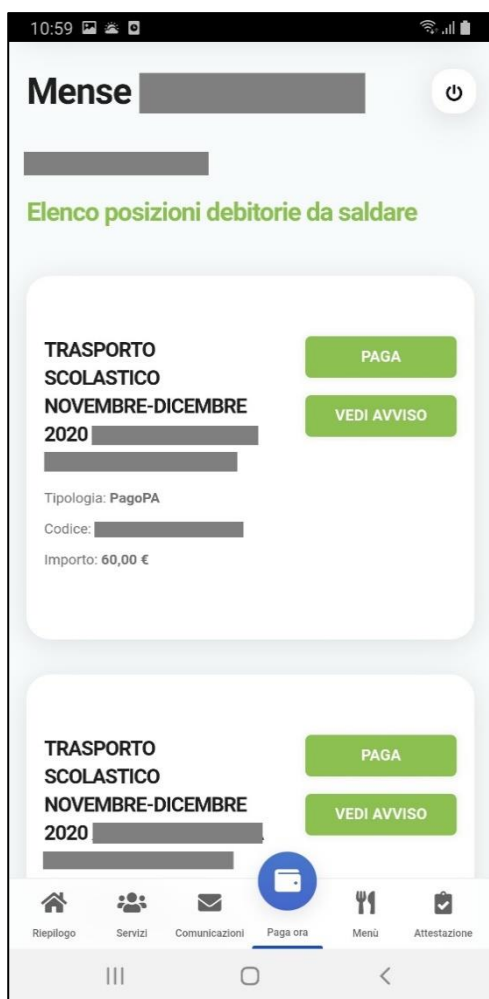 10:59
Mense
Elenco posizioni debitorie da saldare
TRASPORTO
SCOLASTICO
NOVEMBRE-DICEMBRE
2020
Tipologia: PagoPA
Codice:
Importo: 60,00 €
PAGA
VEDI AVVISO
TRASPORTO
SCOLASTICO
NOVEMBRE-DICEMBRE
2020
PAGA
VEDI AVVISO
Riepilogo Servizi Comunicazioni Paga ora Menù Attestazione